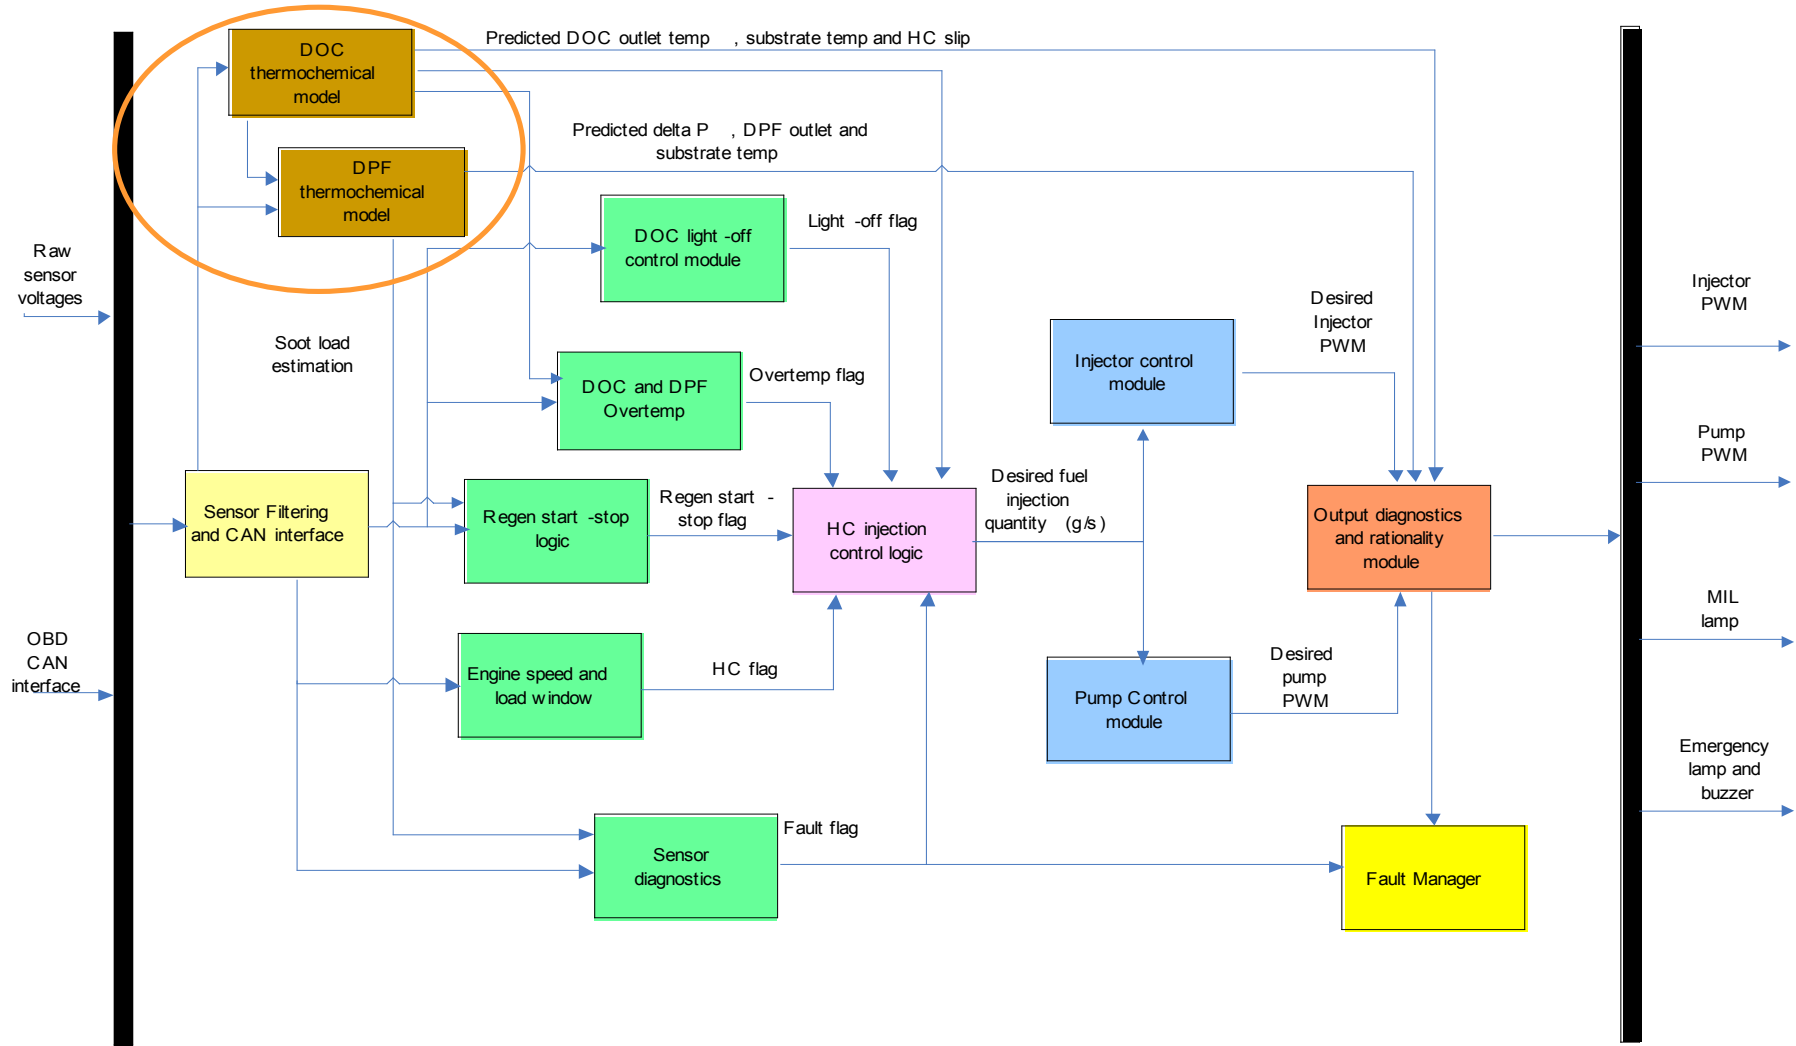 DOC
thermochemical
model
Predicted DOC outlet temp , substrate temp and HC slip
Predicted delta P , DPF outlet and
substrate temp
DPF
thermochemical
model
Raw
sensor
voltages
DOC light -off
control module
Light -off flag
Injector
PWM
Desired
Injector
PWM
Soot load
estimation
DOC and DPF
Overtemp
Overtemp flag
Injector control
module
Pump
PWM
Sensor Filtering
and CAN interface
Regen start -stop
logic
Regen start -
stop flag
HC injection
control logic
Desired fuel
injection
quantity (g/s)
Output diagnostics
and rationality
module
OBD
CAN
interface
Engine speed and
load window
HC flag
Pump Control
module
Desired
pump
PWM
MIL
lamp
Emergency
lamp and
buzzer
Sensor
diagnostics
Fault flag
Fault Manager